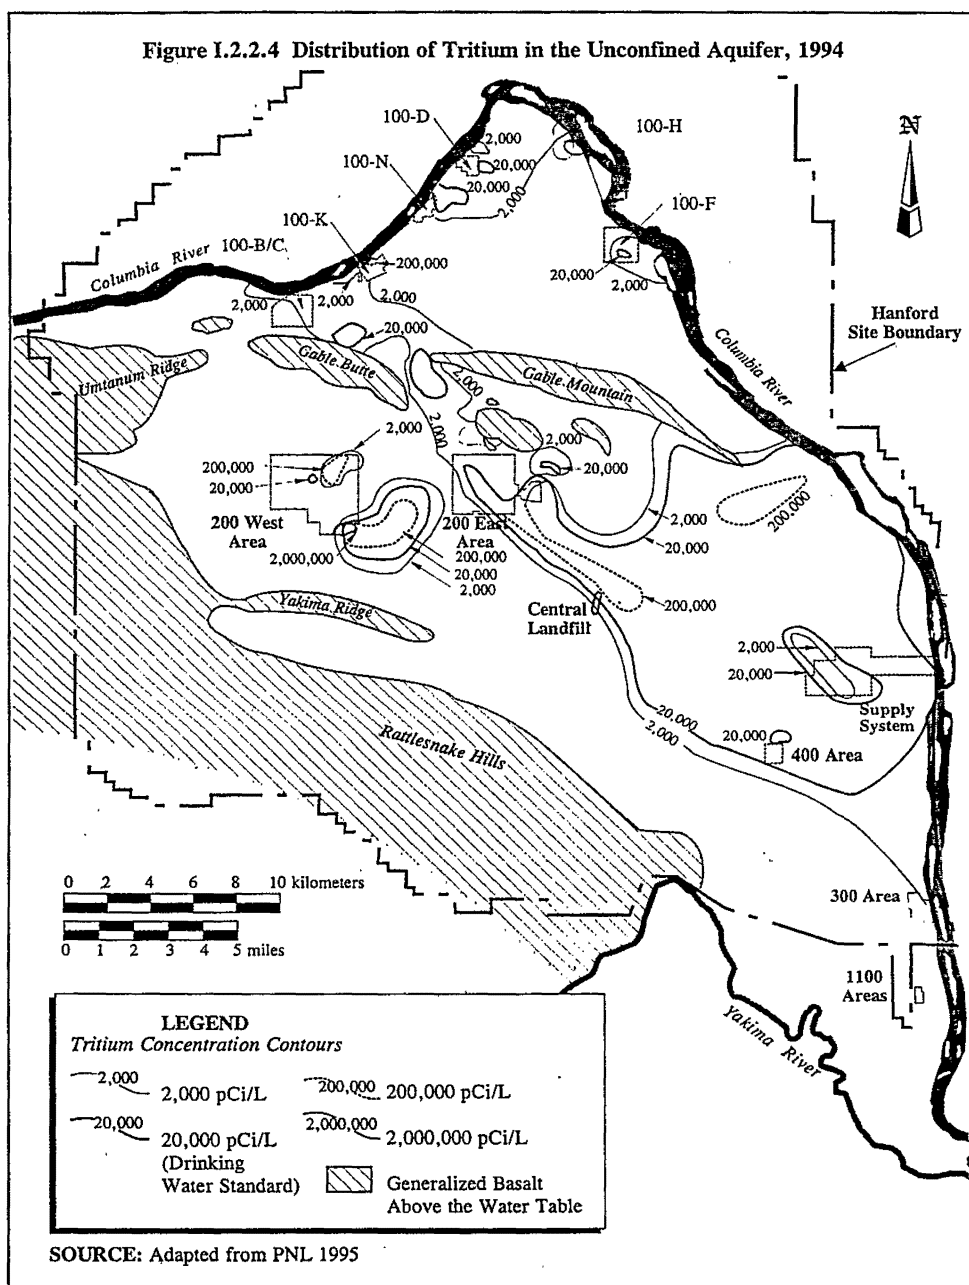 Figure I.2.2.4 Distribution of Tritium in the Unconfined Aquifer, 1994
N
100-D
2,000
100-H
20,000
100-N
20,000
2,000
100-K
100-F
Columbia River
100-B/C
200,000
20,000
2,000
2,000
2,000
2,000
20,000
Hanford
Site Boundary
Umtanum Ridge
Gable Butte
Gable Mountain
Columbia River
2,000
2,000
2,000
2,000
200,000
20,000
20,000
200,000
200 West
Area
200 East
Area
2,000
20,000
2,000,000
200,000
20,000
2,000
Yakima Ridge
Central
Landfill
200,000
2,000
20,000
Supply
System
20,000
2,000
20,000
400 Area
Rattlesnake Hills
0 2 4 6 8 10 kilometers
0 1 2 3 4 5 miles
300 Area
1100
Areas
Yakima River
LEGEND
Tritium Concentration Contours
2,000 2,000 pCi/L
200,000 200,000 pCi/L
20,000 20,000 pCi/L
(Drinking
Water Standard)
2,000,000 2,000,000 pCi/L
Generalized Basalt
Above the Water Table
SOURCE: Adapted from PNL 1995